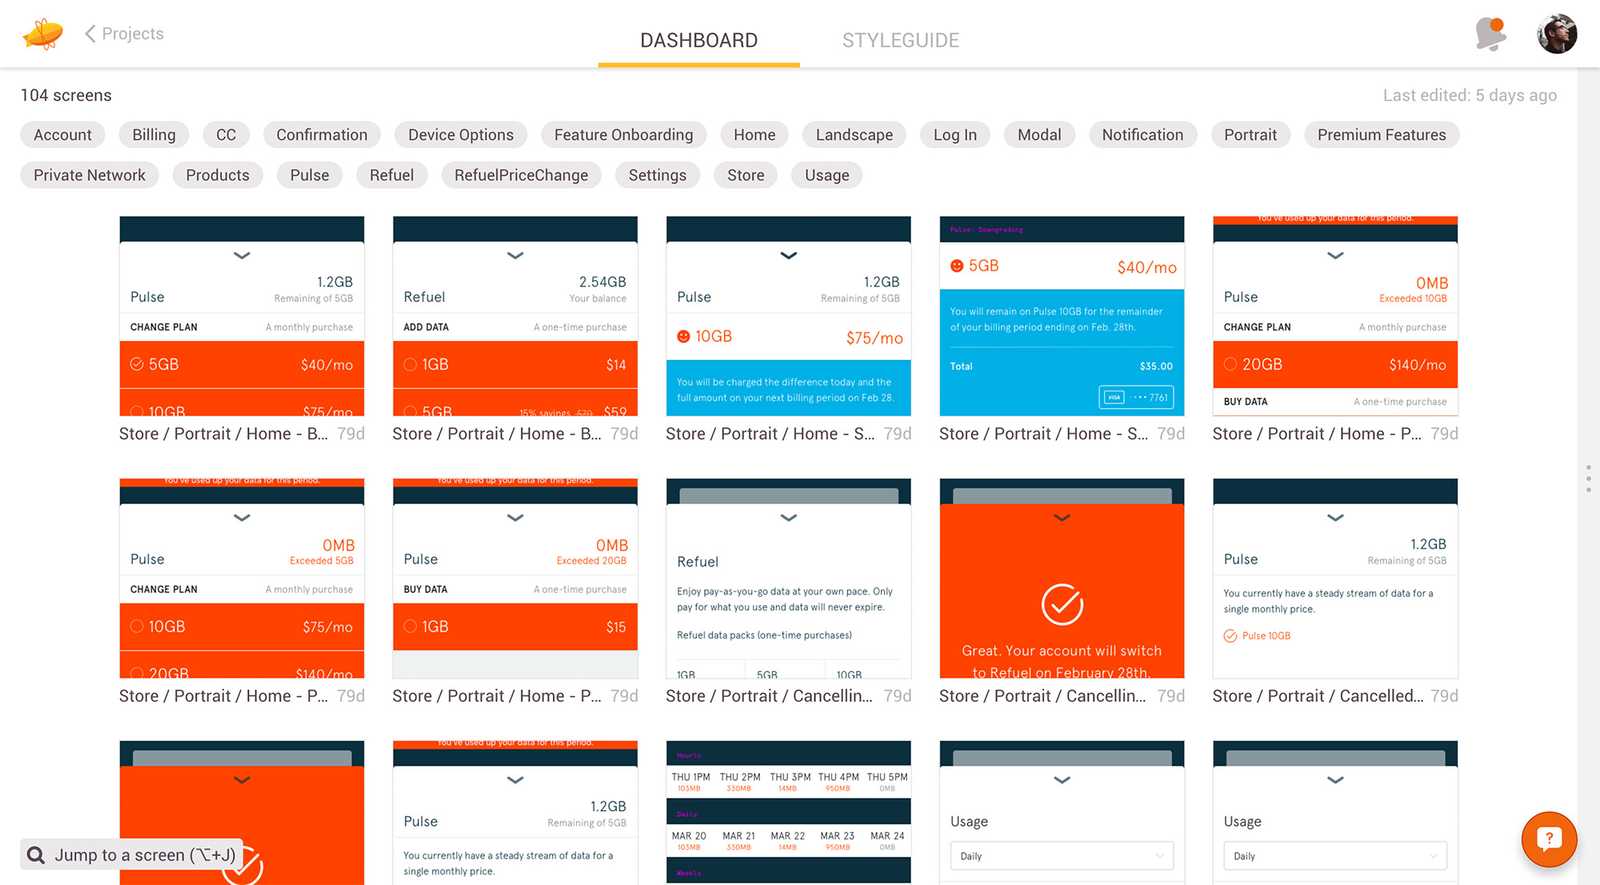 Projects
DASHBOARD
STYLEGUIDE
104 screens
Last edited: 5 days ago
Account Billing CC Confirmation Device Options Feature Onboarding Home Landscape Log In Modal Notification Portrait Premium Features
Private Network Products Pulse Refuel RefuelPriceChange Settings Store Usage
1.2GB
Pulse Remaining of 5GB
CHANGE PLAN A monthly purchase
5GB $40/mo
10GB $75/mo
Store / Portrait / Home - B... 79d
2.54GB
Refuel Your balance
ADD DATA A one-time purchase
1GB $14
5GB 15% savings $70 $59
Store / Portrait / Home - B... 79d
1.2GB
Pulse Remaining of 5GB
10GB $75/mo
You will be charged the difference today and the
full amount on your next billing period on Feb 28.
Store / Portrait / Home - S... 79d
Pulse: Downgrading
5GB $40/mo
You will remain on Pulse 10GB for the remainder
of your billing period ending on Feb. 28th.
Total $35.00
VISA ···· 7761
Store / Portrait / Home - S... 79d
You've used up your data for this period.
0MB
Pulse Exceeded 10GB
CHANGE PLAN A monthly purchase
20GB $140/mo
BUY DATA A one-time purchase
Store / Portrait / Home - P... 79d
You've used up your data for this period.
0MB
Pulse Exceeded 5GB
CHANGE PLAN A monthly purchase
10GB $75/mo
20GB $140/mo
Store / Portrait / Home - P... 79d
You've used up your data for this period.
0MB
Pulse Exceeded 20GB
BUY DATA A one-time purchase
1GB $15
Store / Portrait / Home - P... 79d
Refuel
Enjoy pay-as-you-go data at your own pace. Only
pay for what you use and data will never expire.
Refuel data packs (one-time purchases)
1GB 5GB 10GB
Store / Portrait / Cancellin... 79d
Great. Your account will switch
to Refuel on February 28th.
Store / Portrait / Cancellin... 79d
1.2GB
Pulse Remaining of 5GB
You currently have a steady stream of data for a
single monthly price.
Pulse 10GB
Store / Portrait / Cancelled... 79d
Jump to a screen (⌥+J)
You've used up your data for this period.
1.2GB
Pulse Remaining of 5GB
You currently have a steady stream of data for a
single monthly price.
Hourly
THU 1PM THU 2PM THU 3PM THU 4PM THU 5PM
103MB 330MB 14MB 950MB 0MB
Daily
MAR 20 MAR 21 MAR 22 MAR 23 MAR 24
103MB 330MB 14MB 950MB 0MB
Weekly
Usage
Daily
Usage
Daily
?